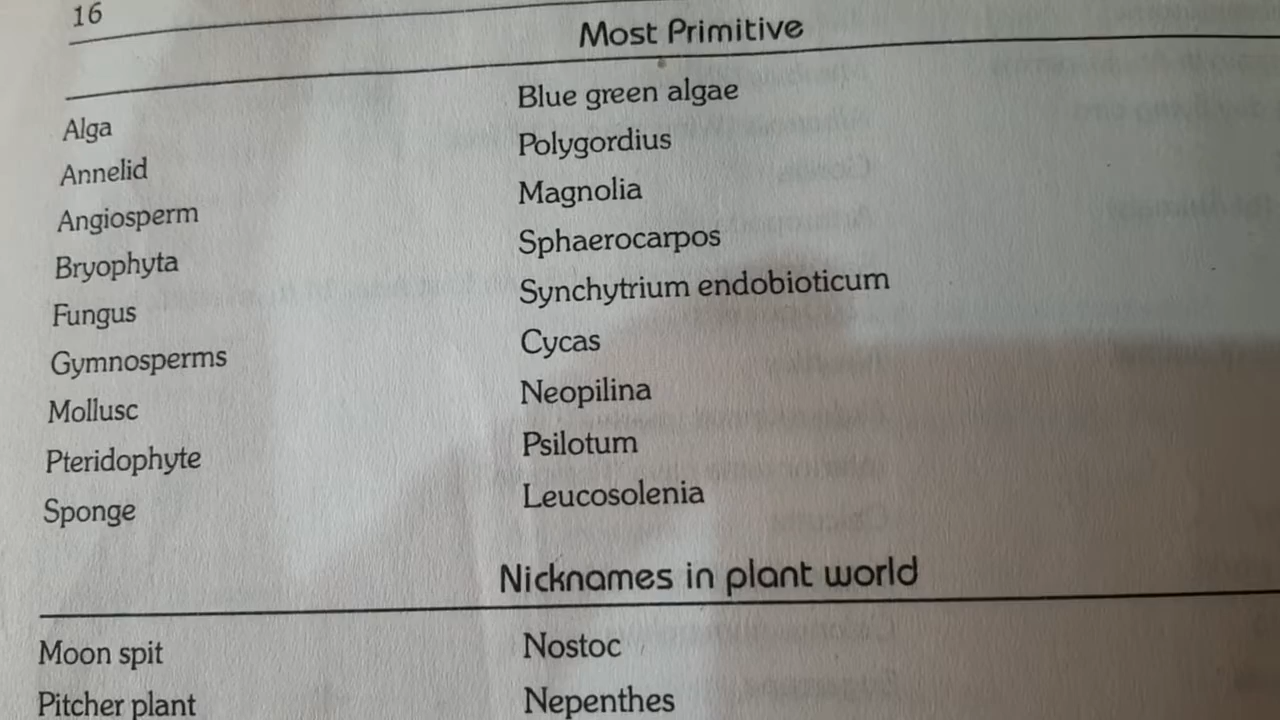 16
Most Primitive
Alga Blue green algae
Annelid Polygordius
Angiosperm Magnolia
Bryophyta Sphaerocarpos
Fungus Synchytrium endobioticum
Gymnosperms Cycas
Mollusc Neopilina
Pteridophyte Psilotum
Sponge Leucosolenia
Nicknames in plant world
Moon spit Nostoc
Pitcher plant Nepenthes